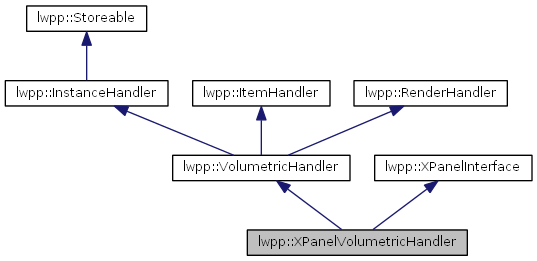 lwpp::Storeable
lwpp::InstanceHandler
lwpp::ItemHandler
lwpp::RenderHandler
lwpp::VolumetricHandler
lwpp::XPanelInterface
lwpp::XPanelVolumetricHandler